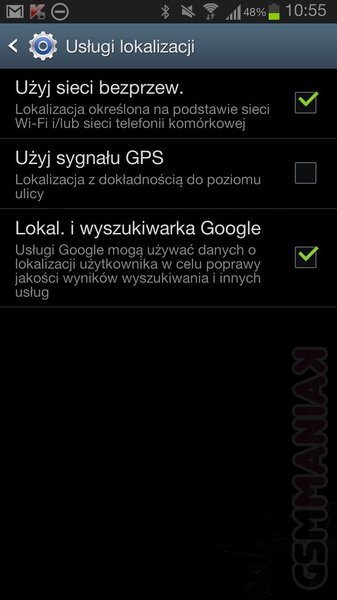 48% 10:55
Usługi lokalizacji
Użyj sieci bezprzew.
Lokalizacja określona na podstawie sieci
Wi-Fi i/lub sieci telefonii komórkowej
Użyj sygnału GPS
Lokalizacja z dokładnością do poziomu
ulicy
Lokal. i wyszukiwarka Google
Usługi Google mogą używać danych o
lokalizacji użytkownika w celu poprawy
jakości wyników wyszukiwania i innych
usług
GSMMANIAK